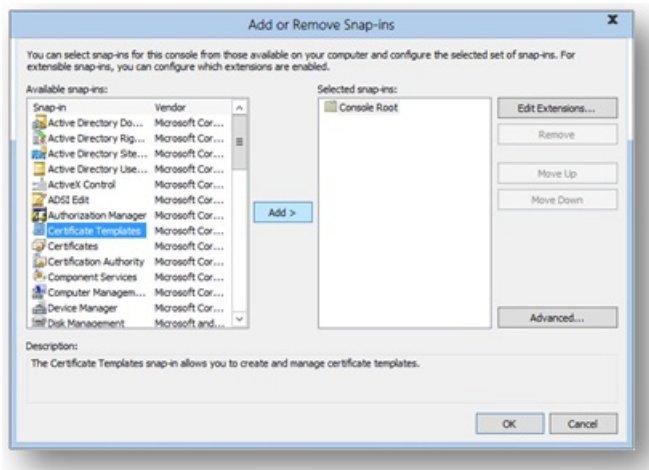 Add or Remove Snap-ins
x
You can select snap-ins for this console from those available on your computer and configure the selected set of snap-ins. For
extensible snap-ins, you can configure which extensions are enabled.
Available snap-ins:
Snap-in Vendor
Active Directory Do... Microsoft Cor...
Active Directory Rig... Microsoft Cor...
Active Directory Site... Microsoft Cor...
Active Directory Use... Microsoft Cor...
ActiveX Control Microsoft Cor...
ADSI Edit Microsoft Cor...
Authorization Manager Microsoft Cor...
Certificate Templates Microsoft Cor...
Certificates Microsoft Cor...
Certification Authority Microsoft Cor...
Component Services Microsoft Cor...
Computer Managem... Microsoft Cor...
Device Manager Microsoft Cor...
Disk Management Microsoft and...
Add >
Selected snap-ins:
Console Root
Edit Extensions...
Remove
Move Up
Move Down
Advanced...
Description:
The Certificate Templates snap-in allows you to create and manage certificate templates.
OK
Cancel